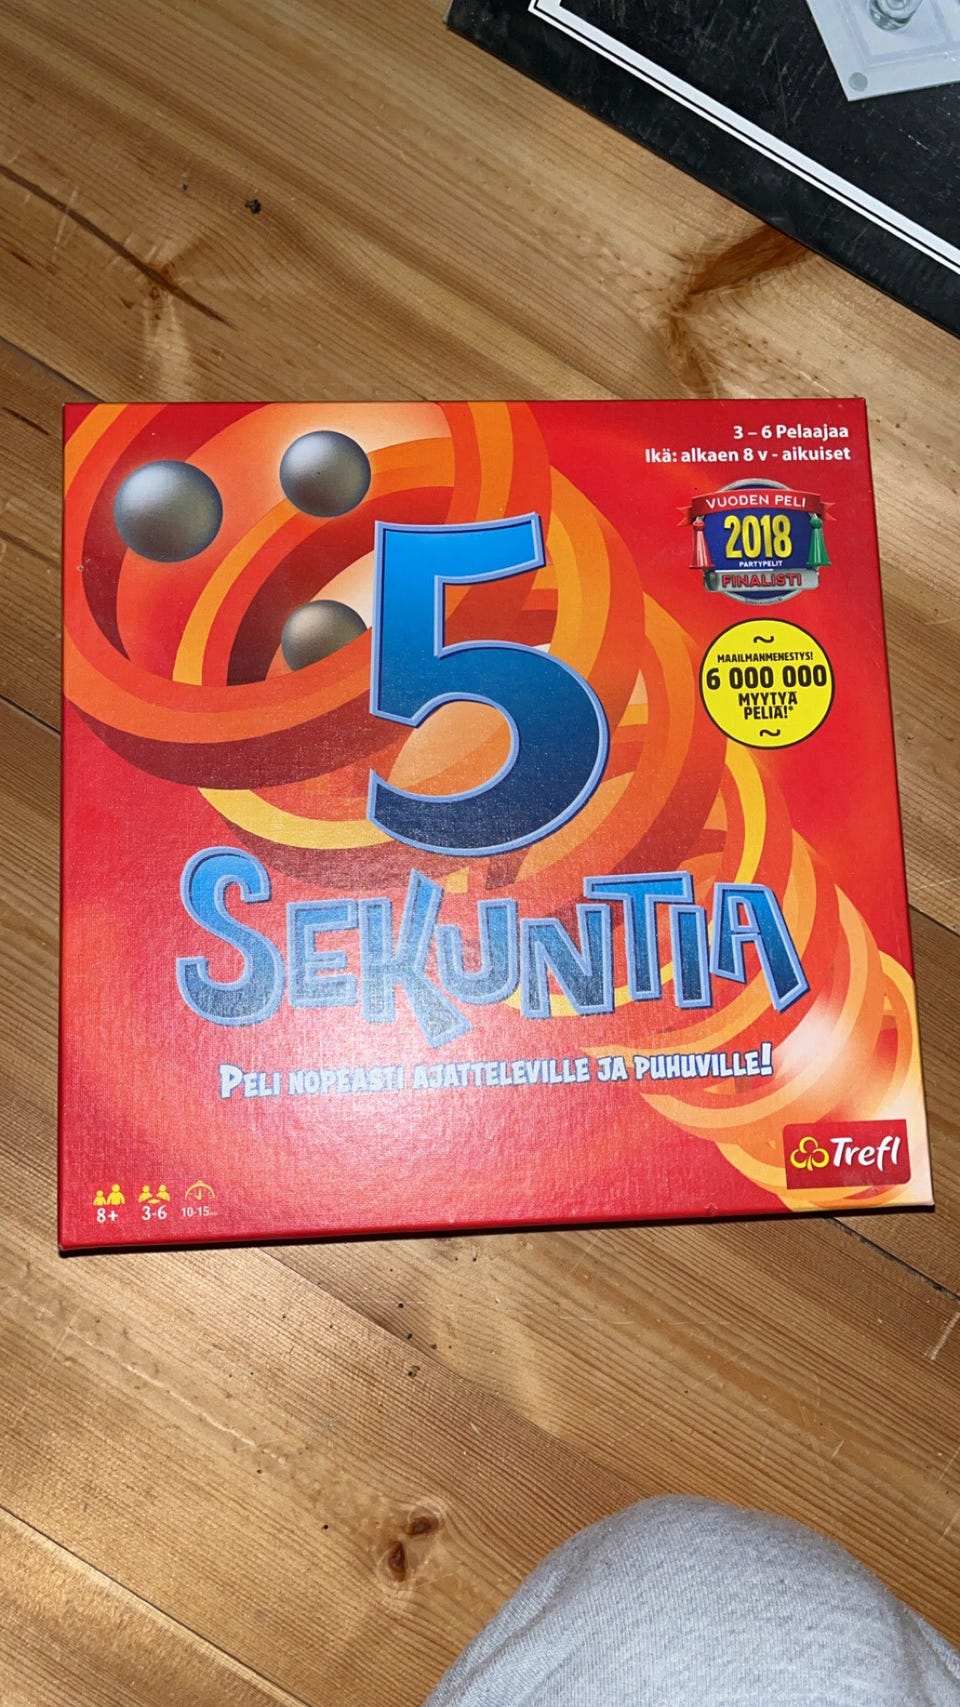 3 – 6 Pelaajaa
Ikä: alkaen 8 v - aikuiset
VUODEN PELI
2018
PARTYPELIT
FINALISTI
MAAILMANMENESTYS!
6 000 000
MYYTYÄ
PELIÄ!*
5
SEKUNTIA
PELI NOPEASTI AJATTELEVILLE JA PUHUVILLE!
Trefl
8+ 3-6 10-15